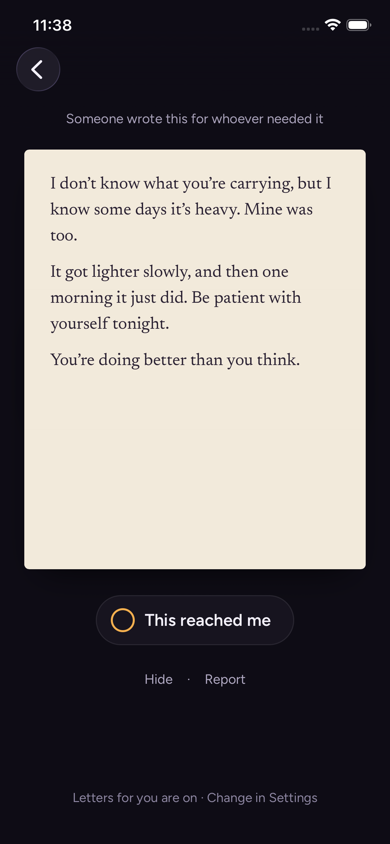 11:38
Someone wrote this for whoever needed it
I don’t know what you’re carrying, but I
know some days it’s heavy. Mine was
too.
It got lighter slowly, and then one
morning it just did. Be patient with
yourself tonight.
You’re doing better than you think.
This reached me
Hide · Report
Letters for you are on · Change in Settings